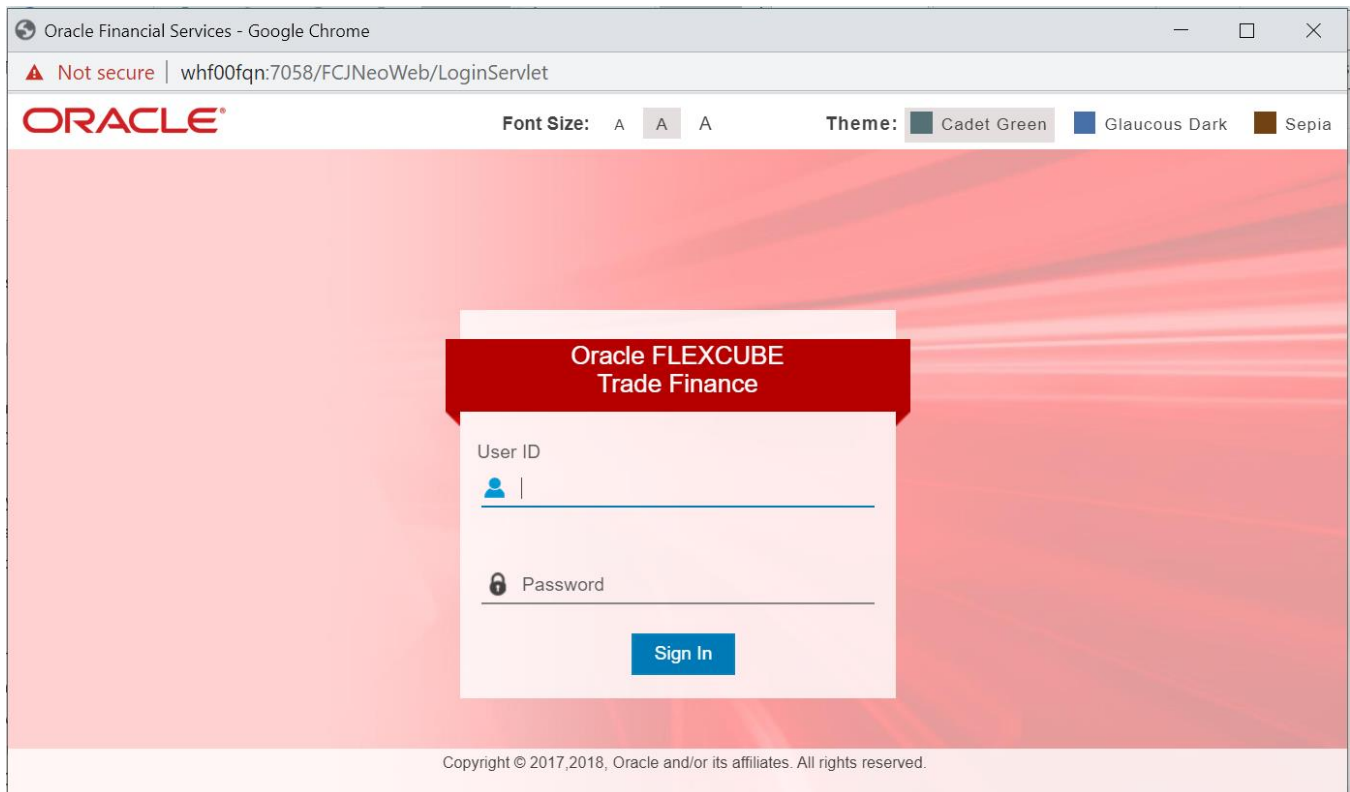 Oracle Financial Services - Google Chrome
Not secure | whf00fqn:7058/FCJNeoWeb/LoginServlet
ORACLE® Font Size: A A A Theme: Cadet Green Glaucous Dark Sepia
Oracle FLEXCUBE
Trade Finance
User ID
Password
Sign In
Copyright © 2017,2018, Oracle and/or its affiliates. All rights reserved.